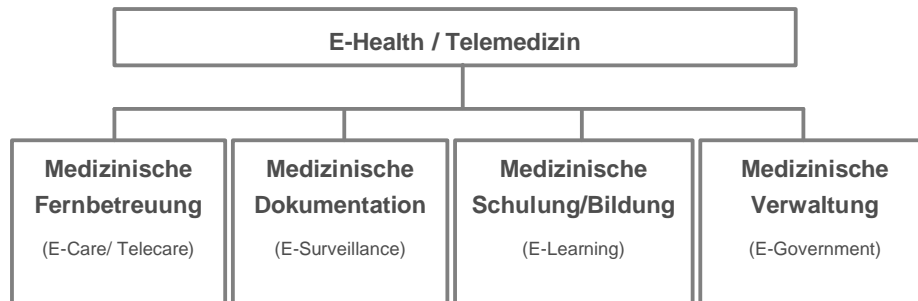 E-Health / Telemedizin
Medizinische
Fernbetreuung
(E-Care/ Telecare)
Medizinische
Dokumentation
(E-Surveillance)
Medizinische
Schulung/Bildung
(E-Learning)
Medizinische
Verwaltung
(E-Government)